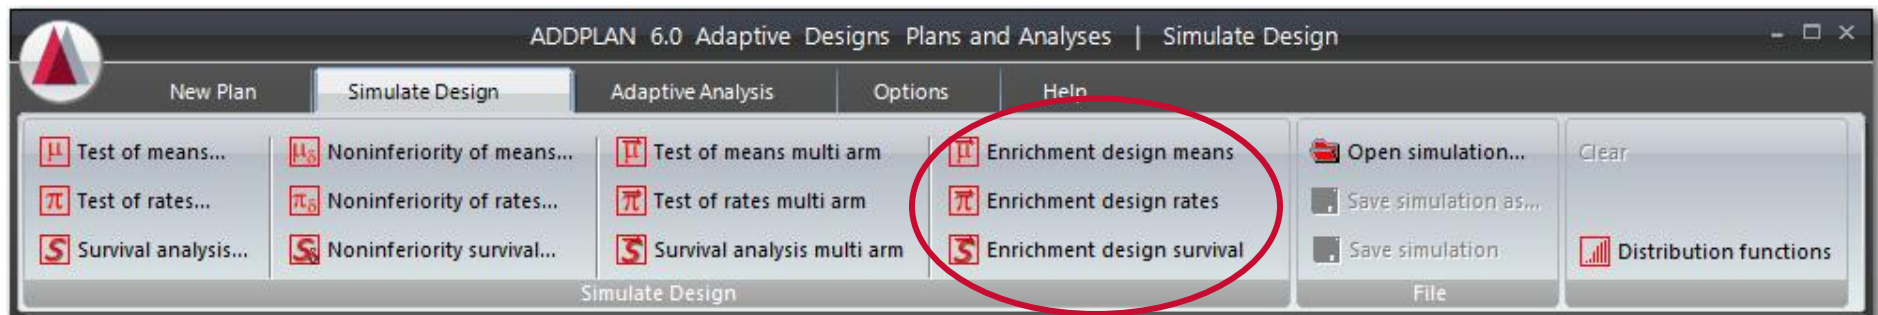 ADDPLAN 6.0 Adaptive Designs Plans and Analyses | Simulate Design
New Plan
Simulate Design
Adaptive Analysis
Options
Help
μ Test of means...
π Test of rates...
S Survival analysis...
μδ Noninferiority of means...
πδ Noninferiority of rates...
Sδ Noninferiority survival...
μ Test of means multi arm
π Test of rates multi arm
S Survival analysis multi arm
μ Enrichment design means
π Enrichment design rates
S Enrichment design survival
Simulate Design
Open simulation...
Save simulation as...
Save simulation
File
Clear
Distribution functions